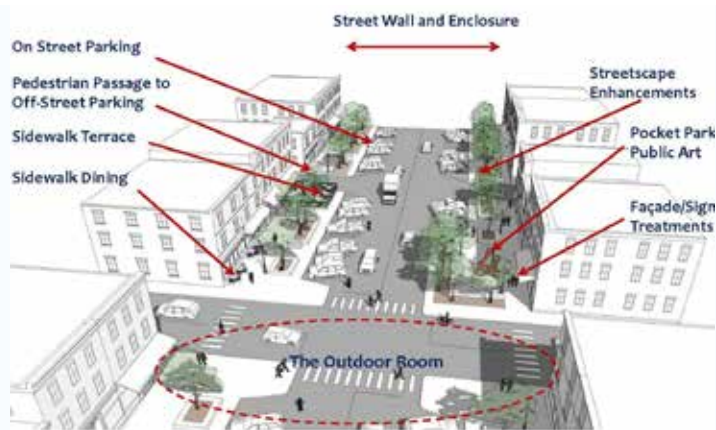 Street Wall and Enclosure
On Street Parking
Pedestrian Passage to
Off-Street Parking
Sidewalk Terrace
Sidewalk Dining
Streetscape
Enhancements
Pocket Park
Public Art
Façade/Sign
Treatments
The Outdoor Room